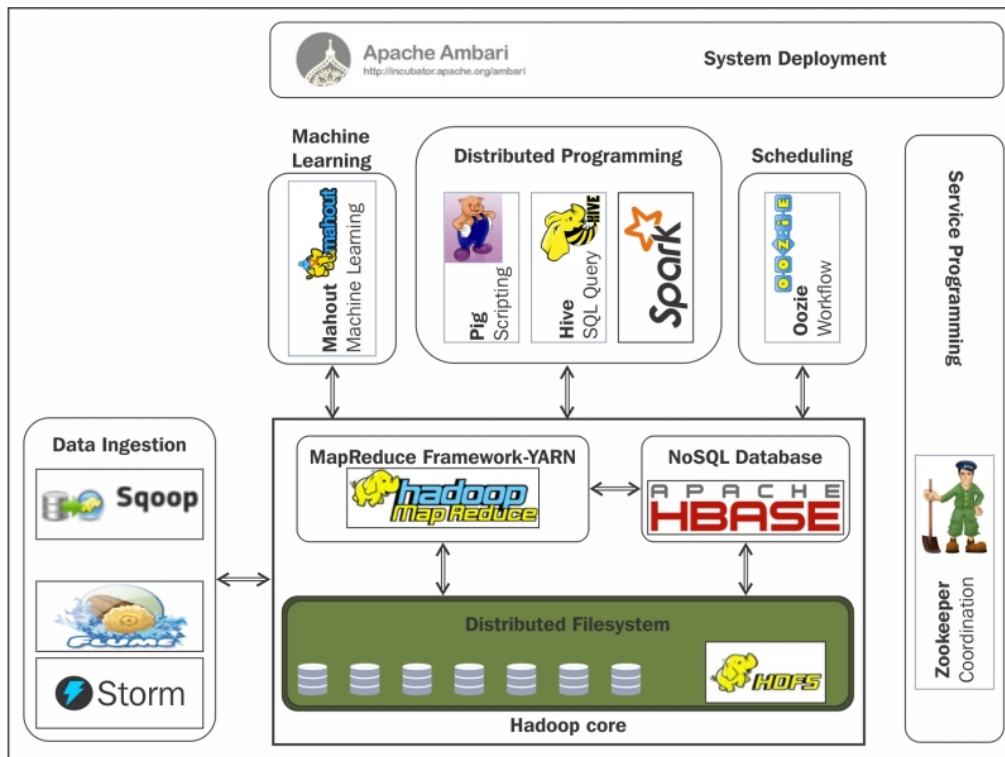 Apache Ambari
http://incubator.apache.org/ambari
System Deployment
Machine
Learning
mahout
Mahout
Machine Learning
Distributed Programming
Pig
Scripting
HIVE
Hive
SQL Query
Spark
Scheduling
OOZIE
Oozie
Workflow
Service Programming
Zookeeper
Coordination
Data Ingestion
Sqoop
FLUME
Storm
MapReduce Framework-YARN
hadoop
Map Reduce
NoSQL Database
APACHE
HBASE
Distributed Filesystem
HDFS
Hadoop core